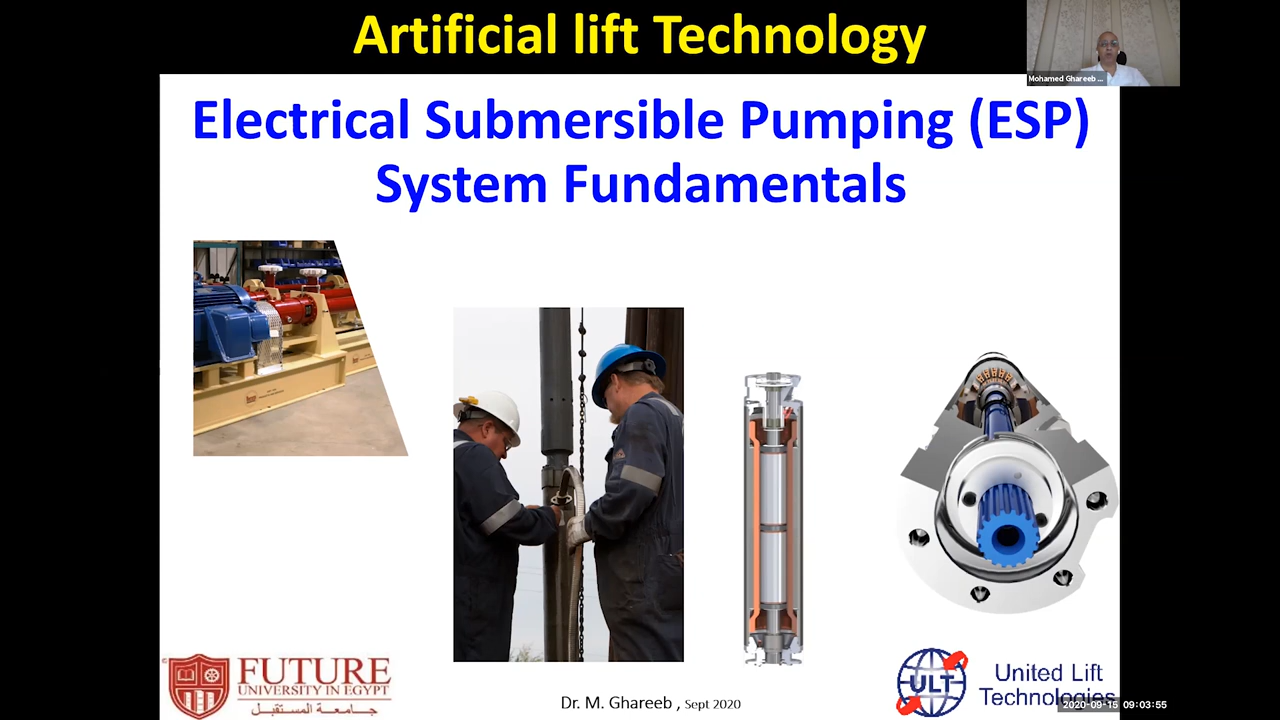 Artificial lift Technology
Mohamed Ghareeb ...
Electrical Submersible Pumping (ESP)
System Fundamentals
FUTURE
UNIVERSITY IN EGYPT
جامعة المستقبل
Dr. M. Ghareeb , Sept 2020
ULT
United Lift
Technologies
2020-09-15 09:03:55